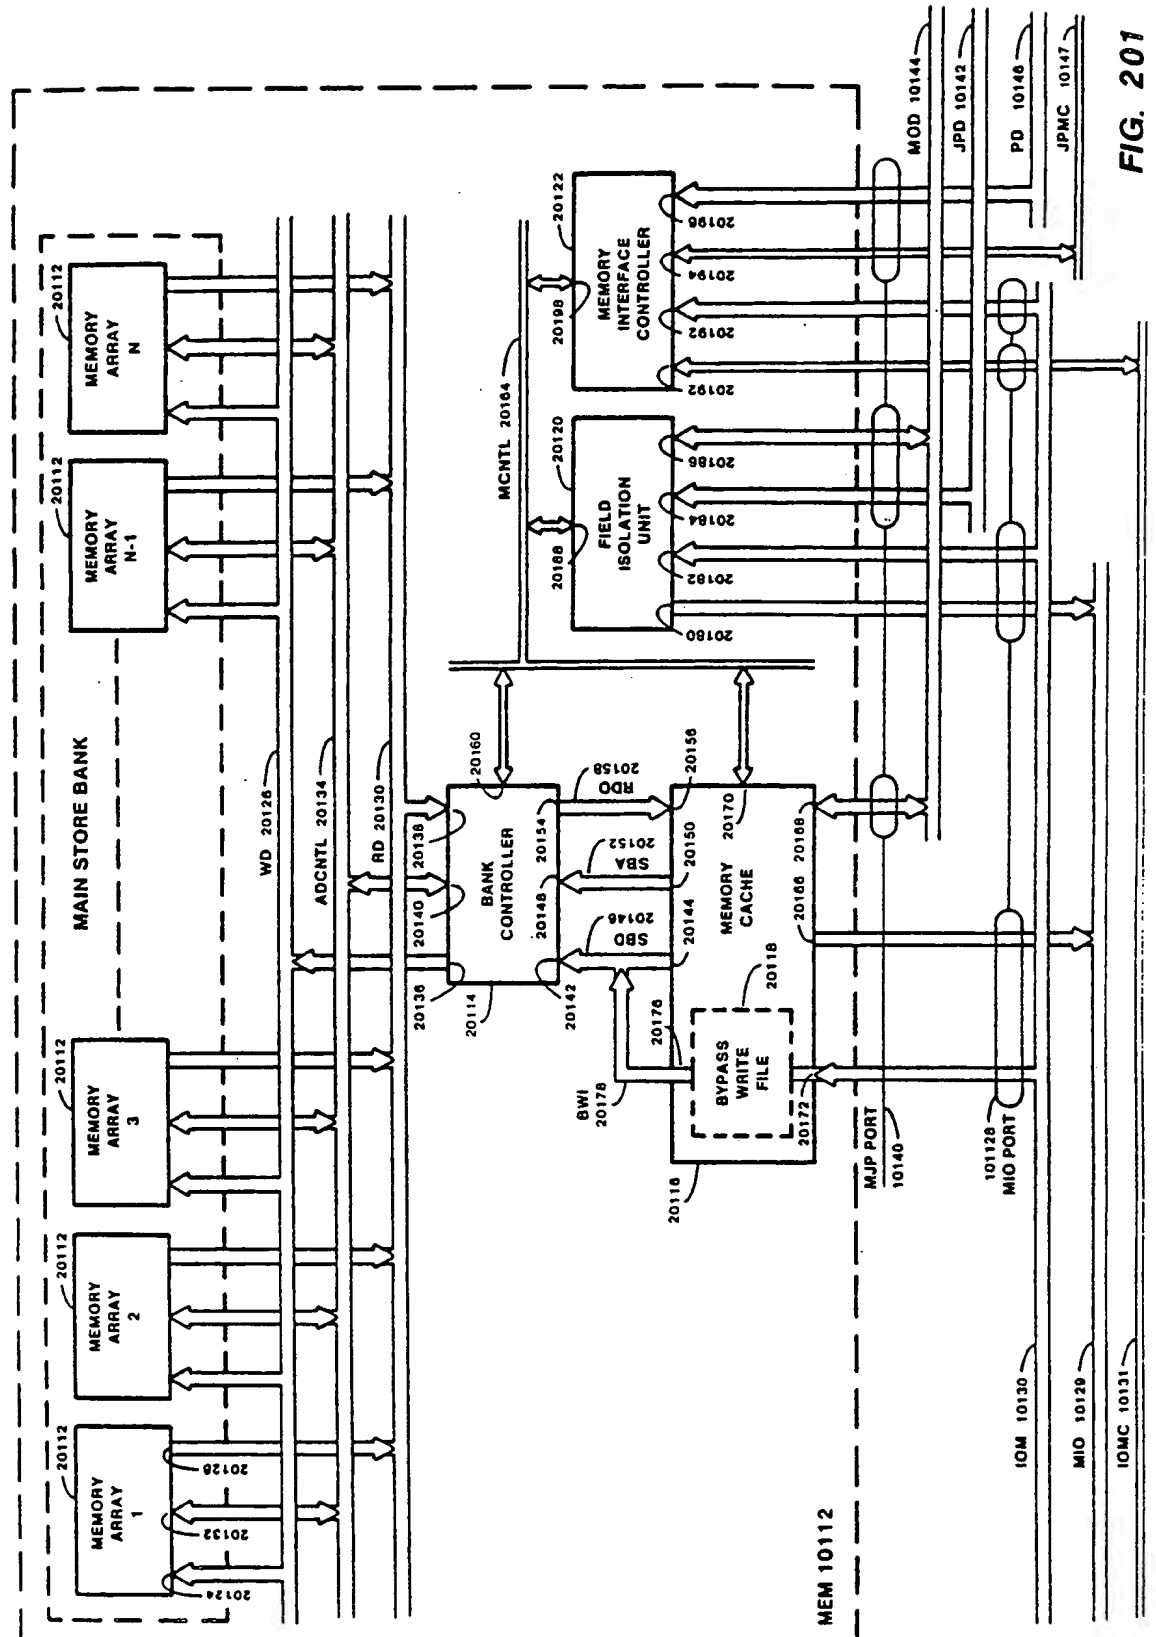 MAIN STORE BANK
20112
MEMORY
ARRAY
1
20112
MEMORY
ARRAY
2
20112
MEMORY
ARRAY
3
20112
MEMORY
ARRAY
N-1
20112
MEMORY
ARRAY
N
20124
20132
20128
WD 20126
ADCNTL 20134
RD 20130
MCNTL 20164
20136
20140
20138
20160
20114
BANK
CONTROLLER
20142
20148
20154
SBD
20146
SBA
20152
RDO
20158
BWI
20178
20176
20144
20150
20156
20116
20118
BYPASS
WRITE
FILE
MEMORY
CACHE
20170
20172
20166
20168
20188
20120
FIELD
ISOLATION
UNIT
20180
20182
20184
20186
20198
20122
MEMORY
INTERFACE
CONTROLLER
20192
20192
20194
20196
MEM 10112
MJP PORT
10140
101128
MIO PORT
MOD 10144
JPD 10142
PD 10146
JPMC 10147
IOM 10130
MIO 10129
IOMC 10131
FIG. 201